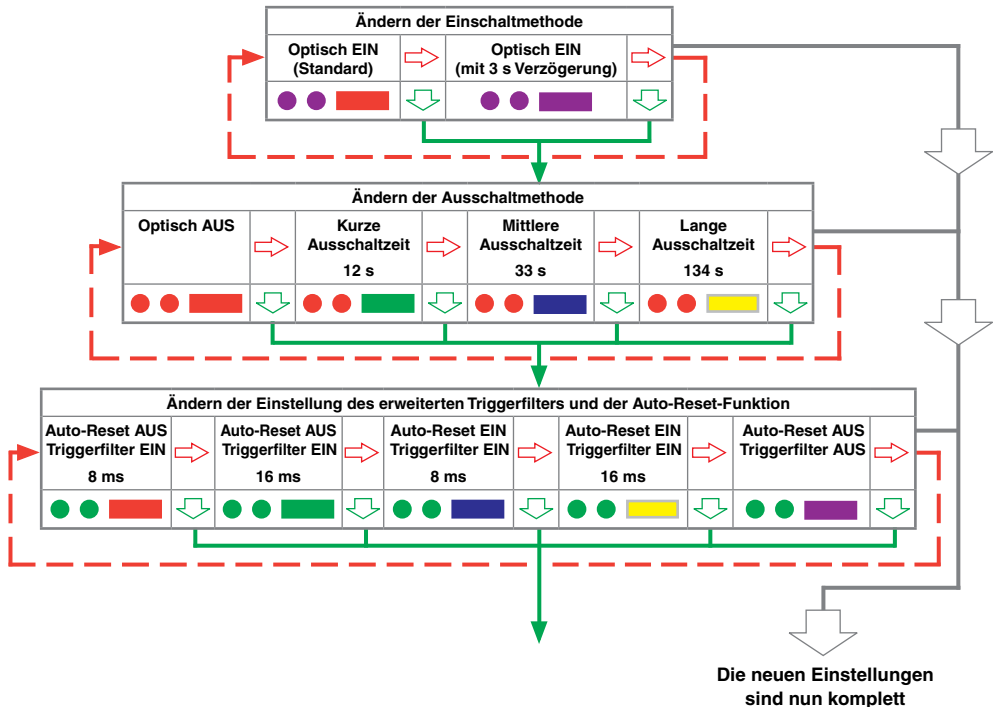 Ändern der Einschaltmethode
Optisch EIN
(Standard)
Optisch EIN
(mit 3 s Verzögerung)
Ändern der Ausschaltmethode
Optisch AUS
Kurze
Ausschaltzeit
12 s
Mittlere
Ausschaltzeit
33 s
Lange
Ausschaltzeit
134 s
Ändern der Einstellung des erweiterten Triggerfilters und der Auto-Reset-Funktion
Auto-Reset AUS
Triggerfilter EIN
8 ms
Auto-Reset AUS
Triggerfilter EIN
16 ms
Auto-Reset EIN
Triggerfilter EIN
8 ms
Auto-Reset EIN
Triggerfilter EIN
16 ms
Auto-Reset AUS
Triggerfilter AUS
Die neuen Einstellungen
sind nun komplett